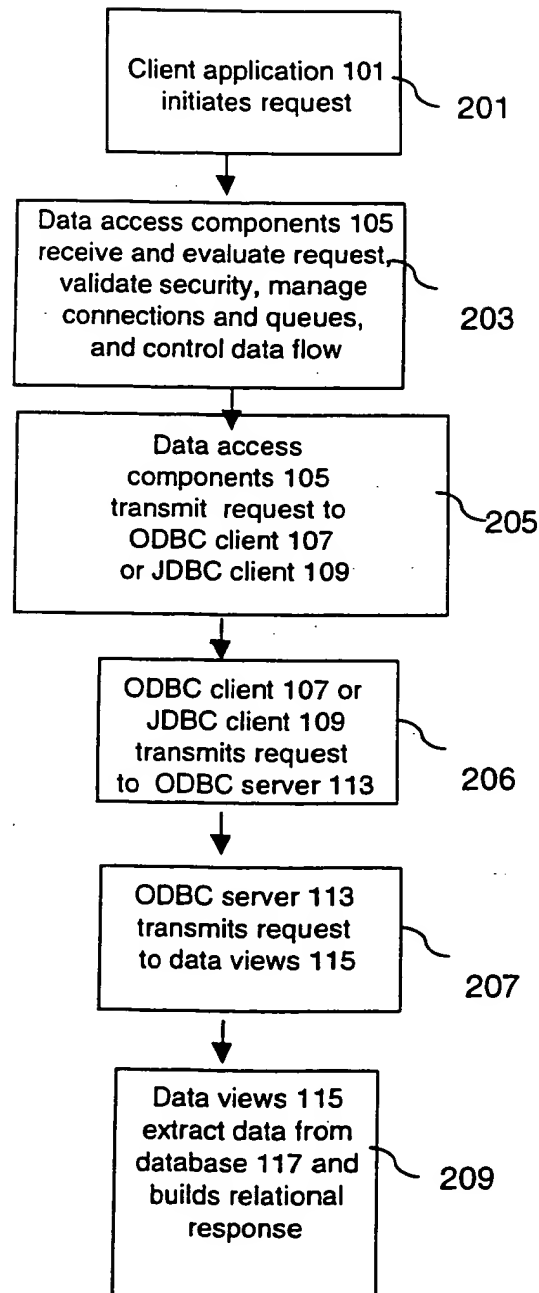 Client application 101
initiates request
201
Data access components 105
receive and evaluate request,
validate security, manage
connections and queues,
and control data flow
203
Data access
components 105
transmit request to
ODBC client 107
or JDBC client 109
205
ODBC client 107 or
JDBC client 109
transmits request
to ODBC server 113
206
ODBC server 113
transmits request
to data views 115
207
Data views 115
extract data from
database 117 and
builds relational
response
209